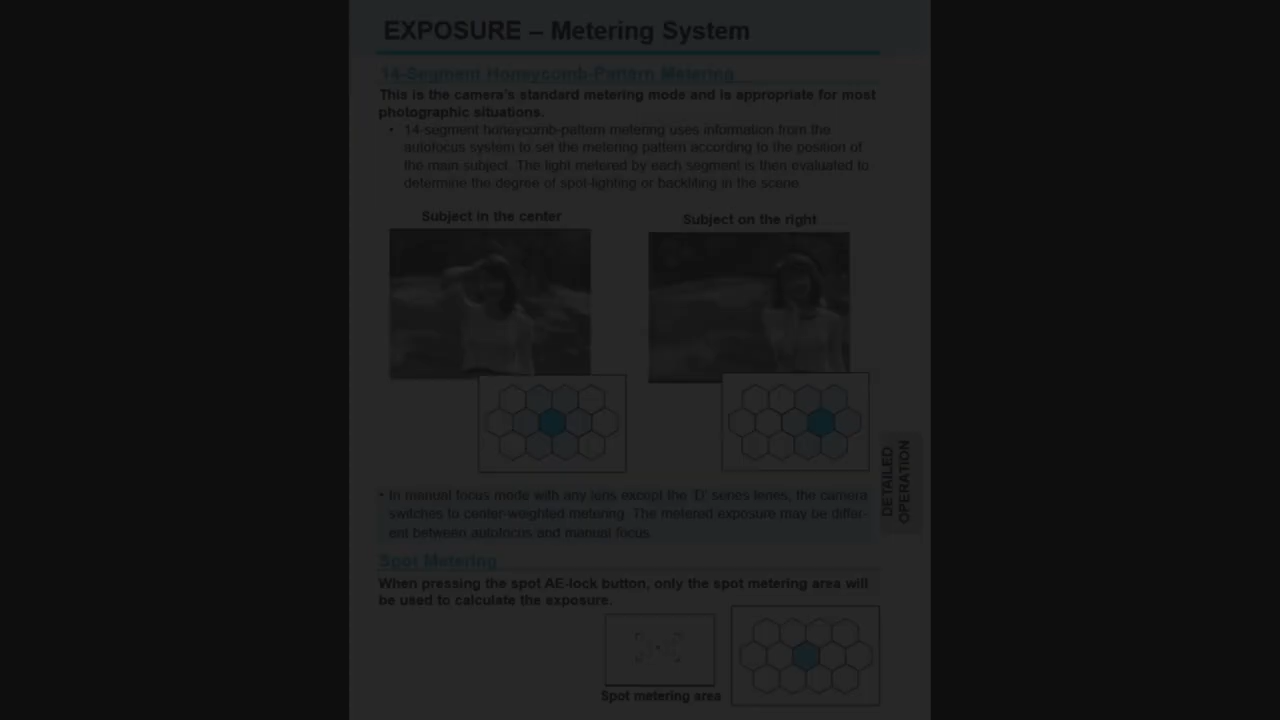 EXPOSURE – Metering System
14-Segment Honeycomb-Pattern Metering
This is the camera's standard metering mode and is appropriate for most
photographic situations.
• 14-segment honeycomb-pattern metering uses information from the
autofocus system to set the metering pattern according to the position of
the main subject. The light metered by each segment is then evaluated to
determine the degree of spot-lighting or backliting in the scene
Subject in the center
Subject on the right
DETAILED
OPERATION
• In manual focus mode with any lens except the 'D' series lenes, the camera
switches to center-weighted metering. The metered exposure may be differ-
ent between autofocus and manual focus
Spot Metering
When pressing the spot AE-lock button, only the spot metering area will
be used to calculate the exposure.
Spot metering area